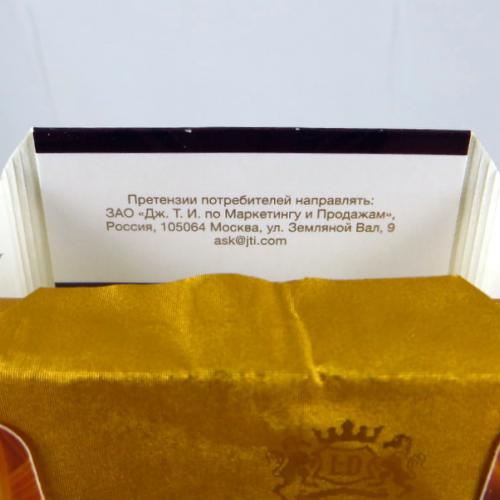 Претензии потребителей направлять:
ЗАО «Дж. Т. И. по Маркетингу и Продажам»,
Россия, 105064 Москва, ул. Земляной Вал, 9
ask@jti.com
LD